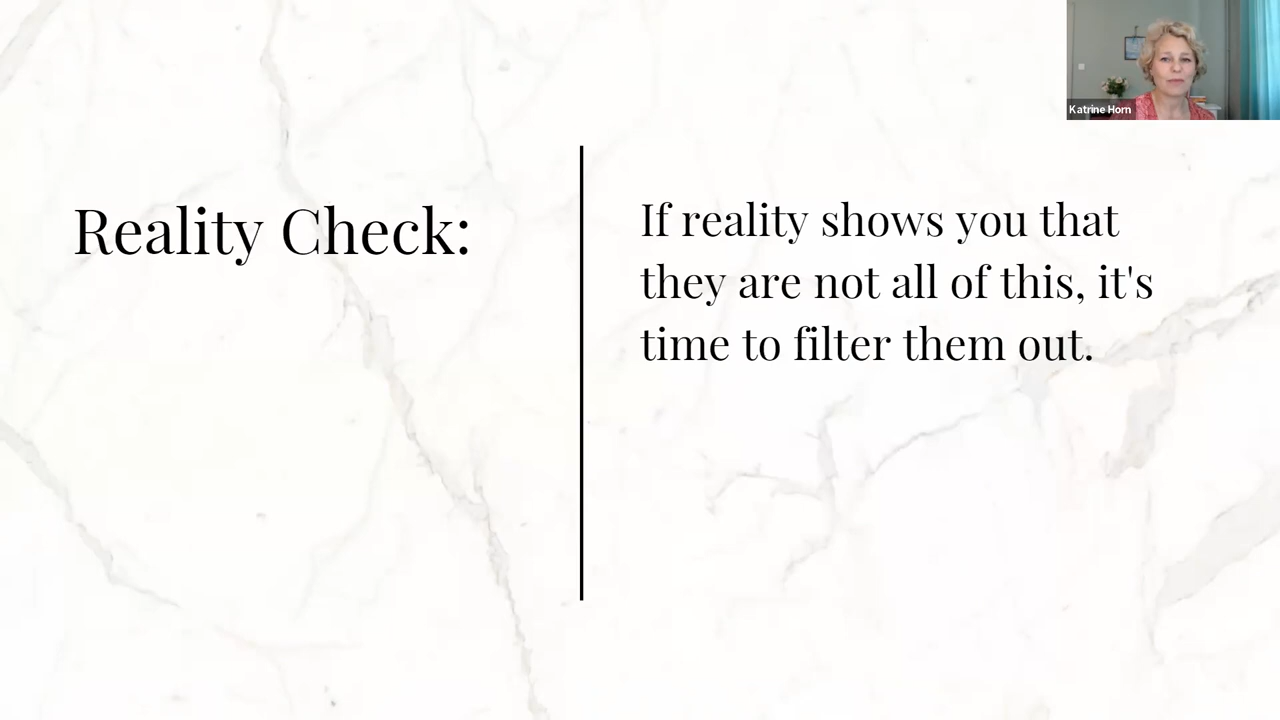 Katrine Horn
Reality Check:
If reality shows you that
they are not all of this, it's
time to filter them out.